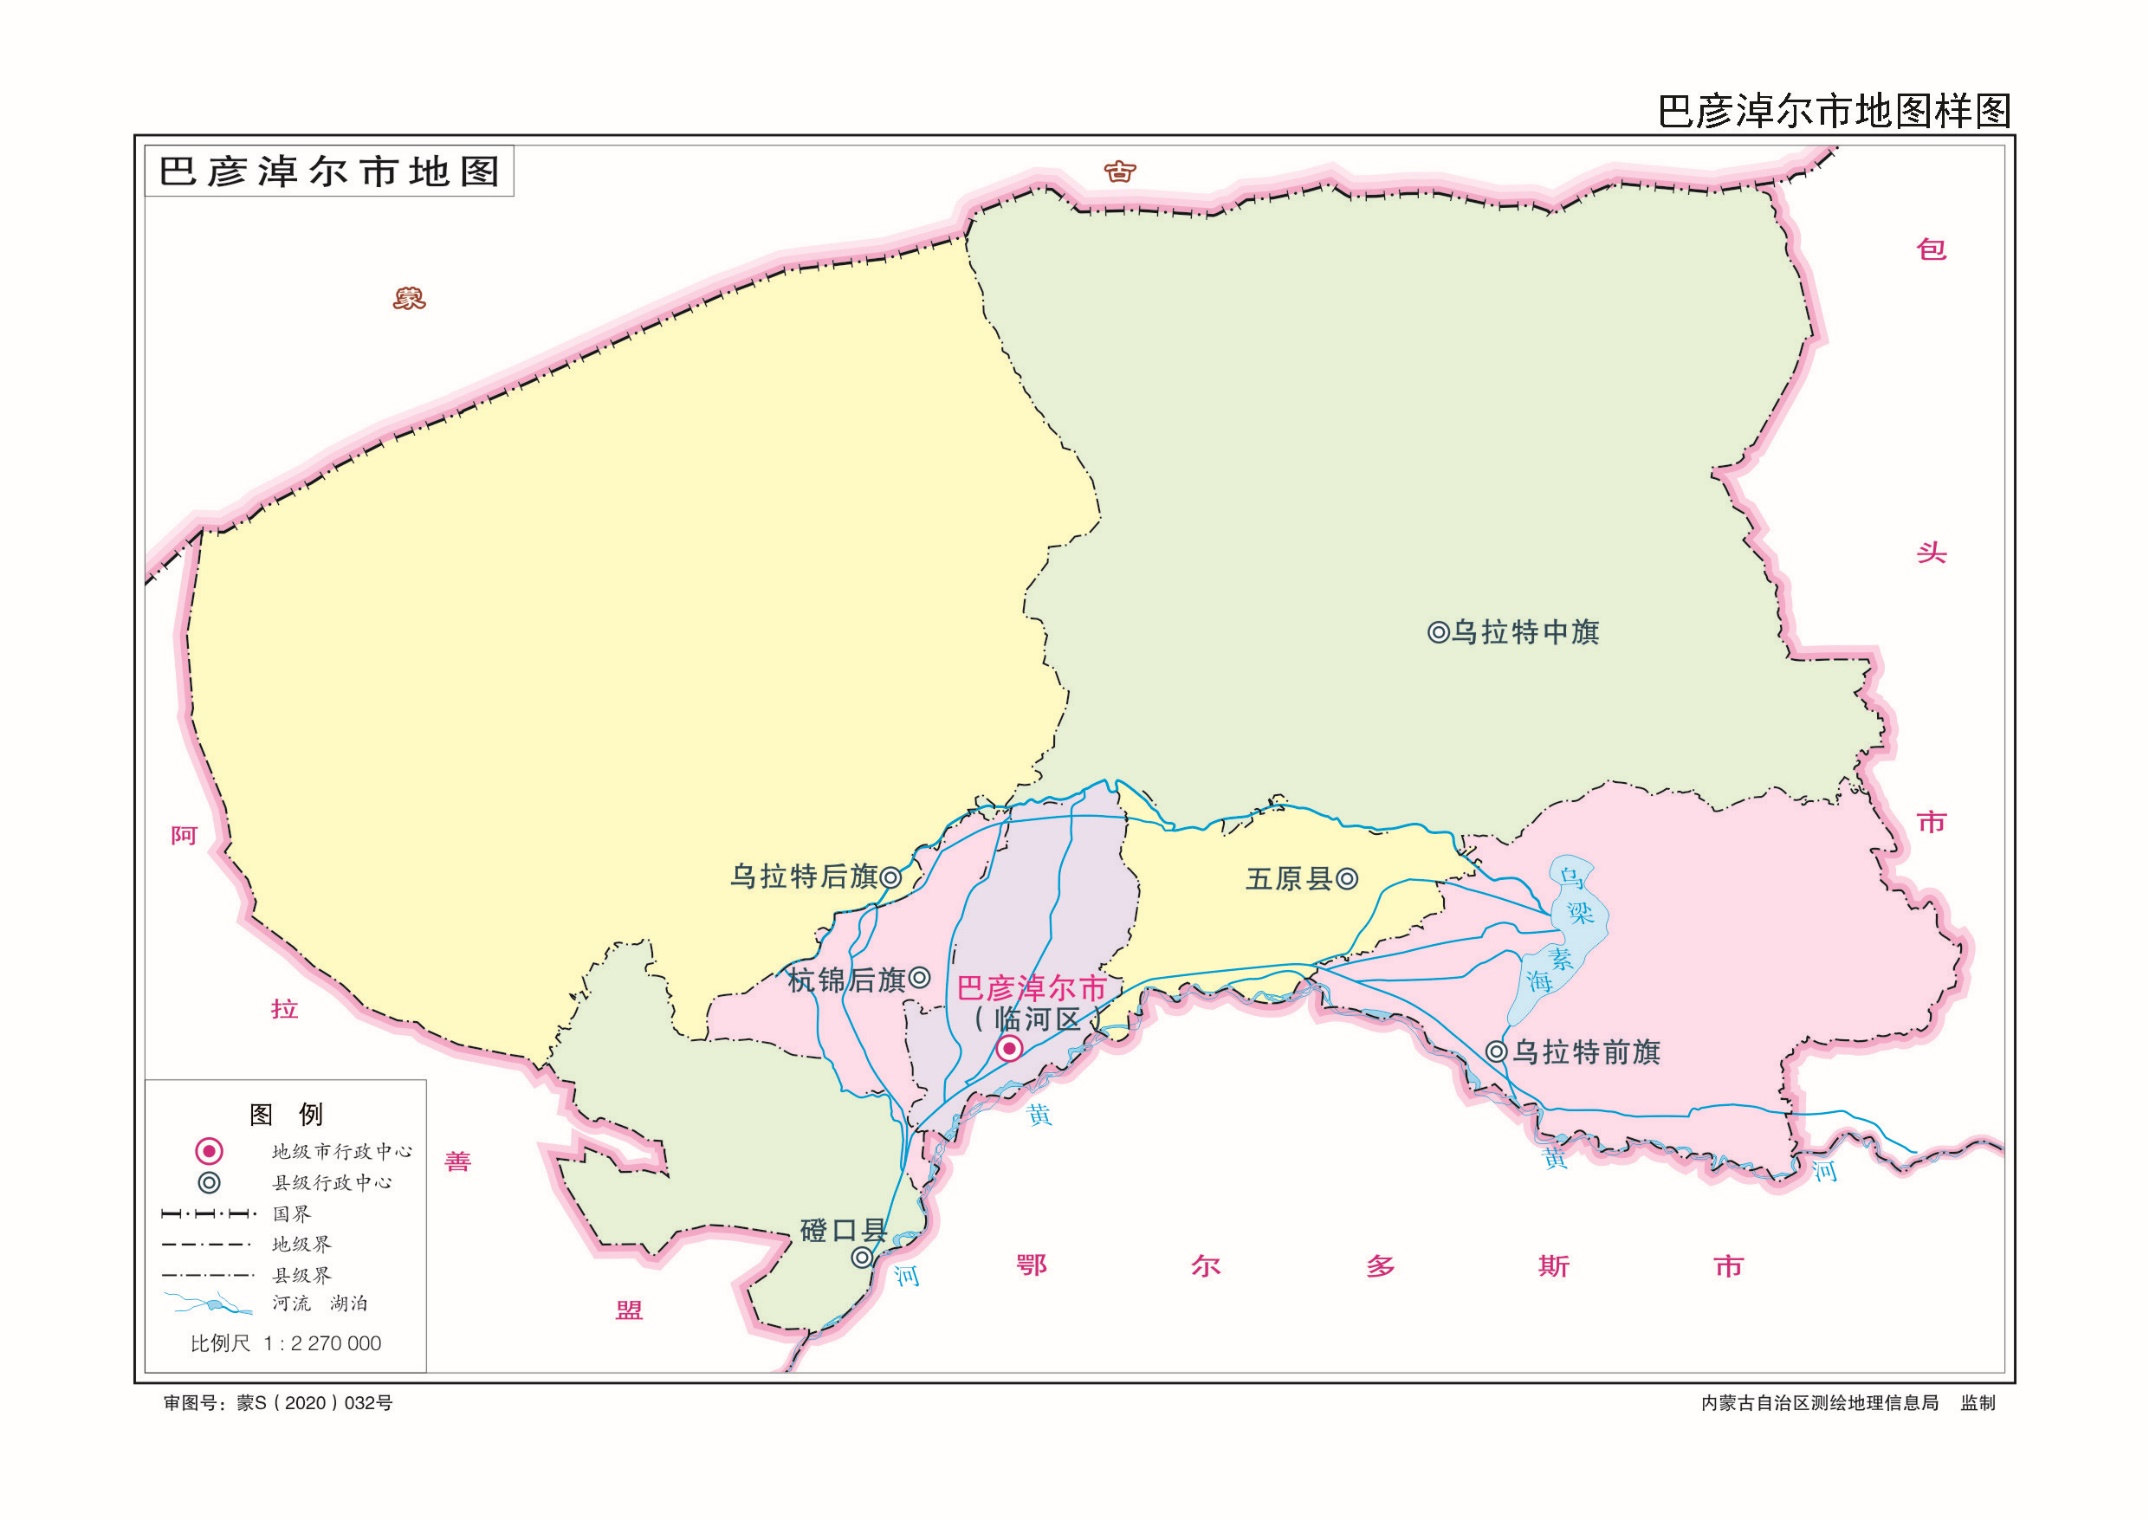 巴彦淖尔市地图样图
巴彦淖尔市地图
蒙古
包头市
乌拉特中旗
阿拉善盟
乌拉特后旗
五原县
乌梁素海
杭锦后旗
巴彦淖尔市
（临河区）
乌拉特前旗
黄河
黄河
磴口县
鄂尔多斯市
图 例
地级市行政中心
县级行政中心
国界
地级界
县级界
河流 湖泊
比例尺 1：2 270 000
审图号：蒙S（2020）032号
内蒙古自治区测绘地理信息局 监制